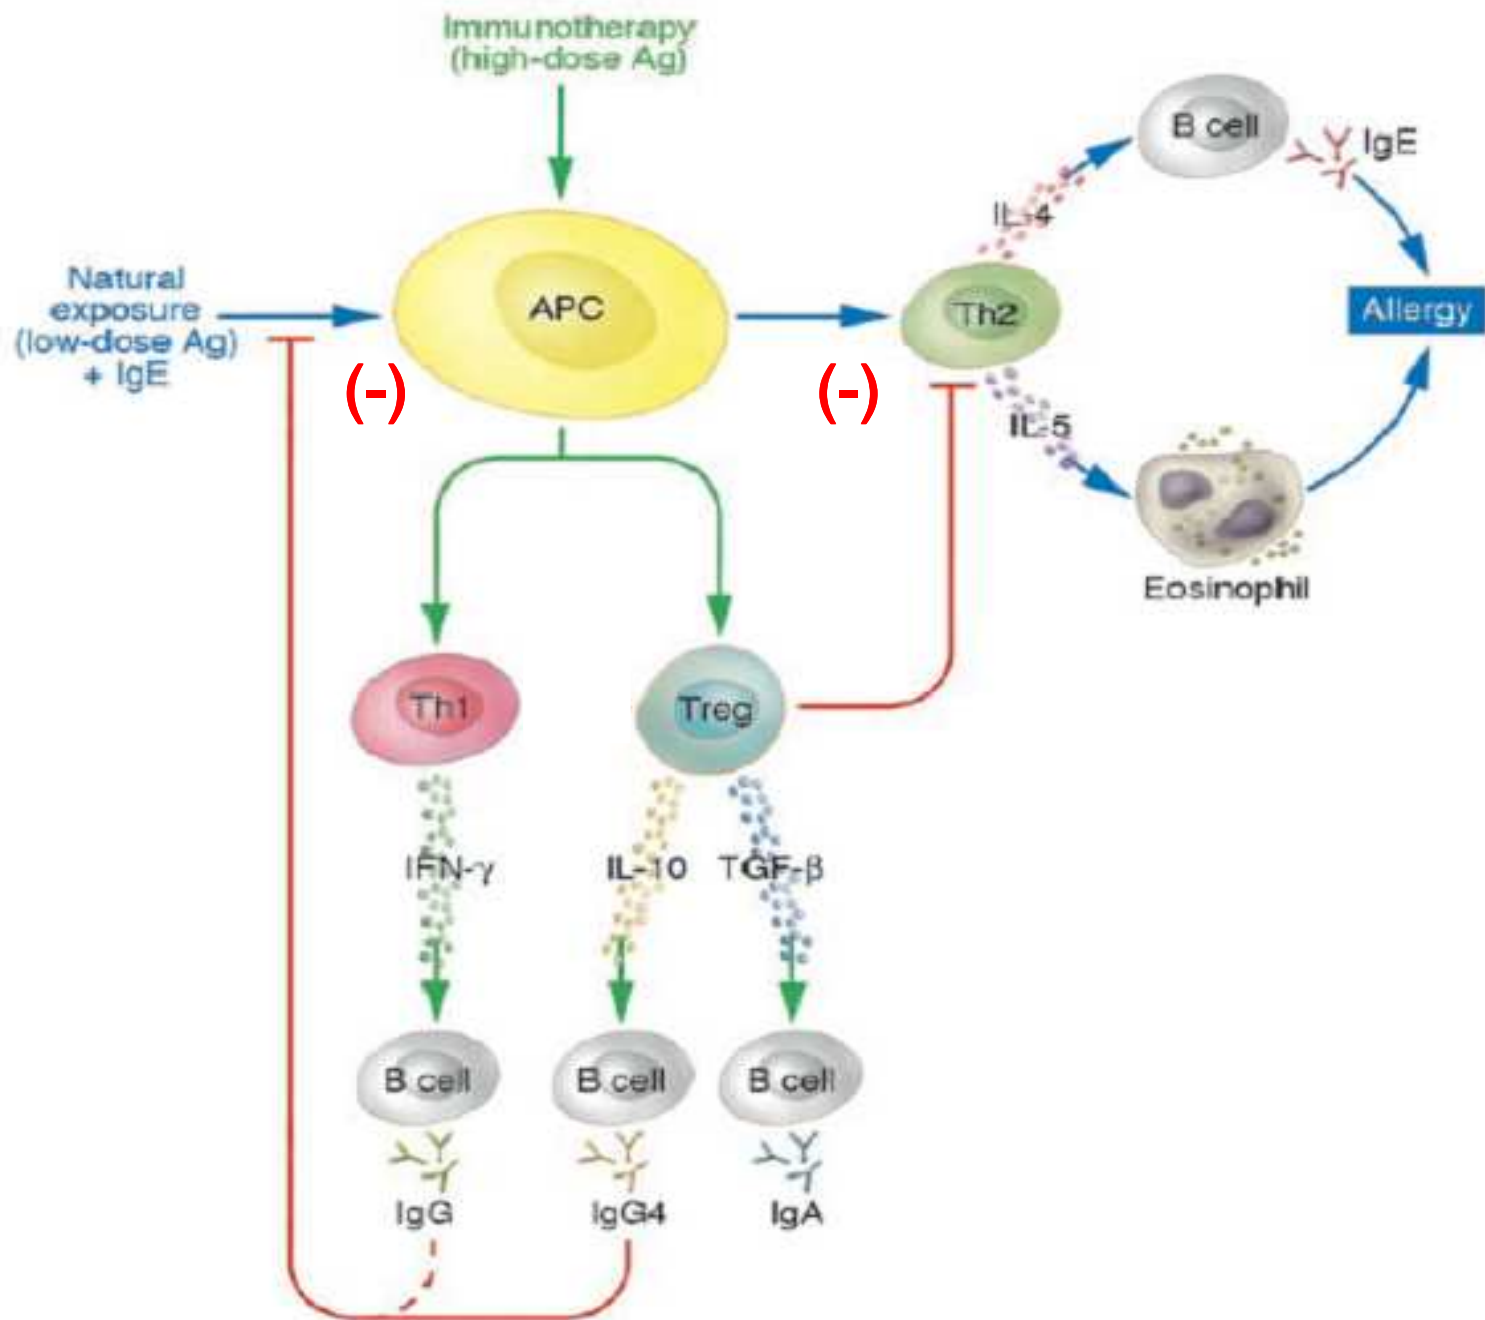 Immunotherapy
(high-dose Ag)
B cell
IgE
IL-4
Natural
exposure
(low-dose Ag)
+ IgE
APC
Th2
Allergy
(-)
(-)
IL-5
Eosinophil
Th1
Treg
IFN-γ
IL-10
TGF-β
B cell
B cell
B cell
IgG
IgG4
IgA